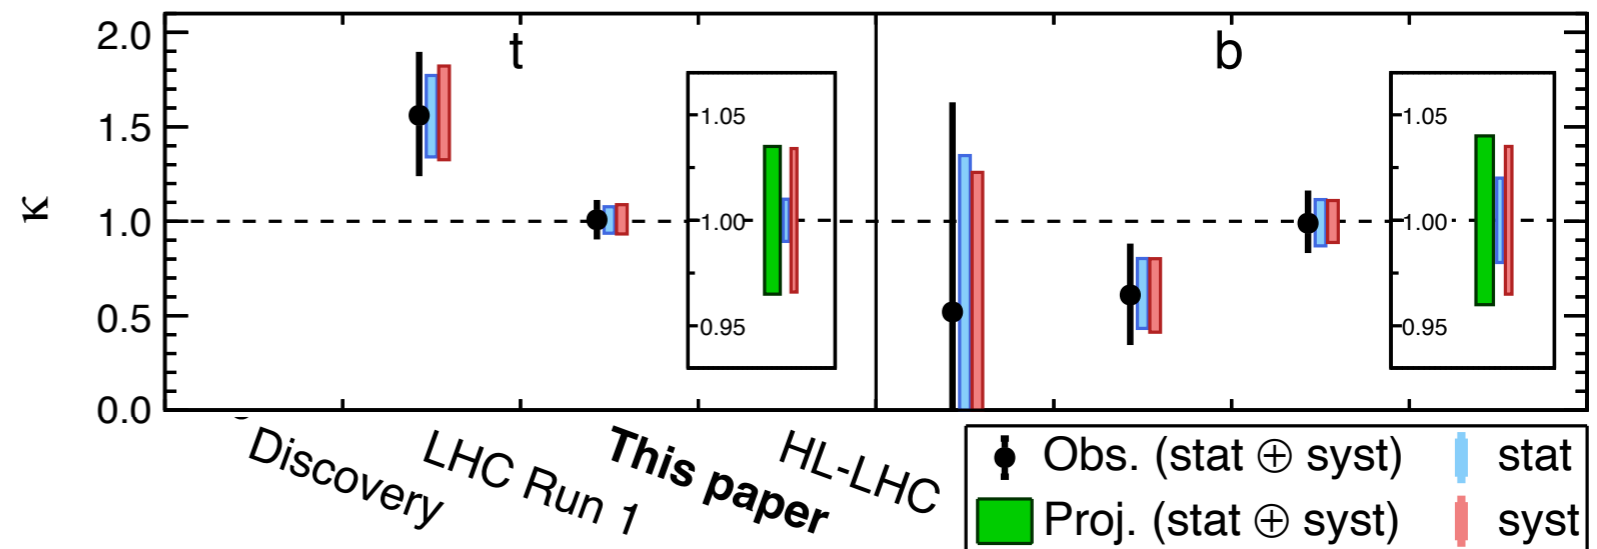 t
b
κ
2.0
1.5
1.0
0.5
0.0
1.05
1.00
0.95
1.05
1.00
0.95
Discovery
LHC Run 1
This paper
HL-LHC
Obs. (stat ⊕ syst)
stat
Proj. (stat ⊕ syst)
syst